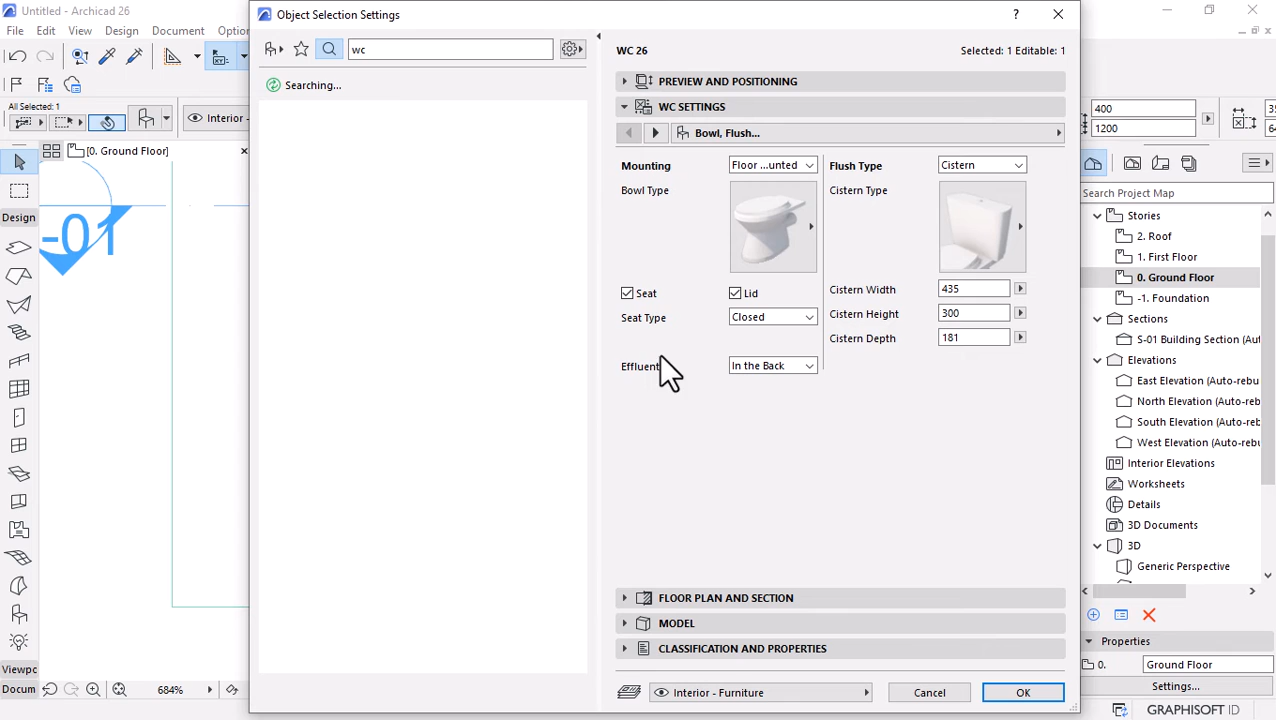 Untitled - Archicad 26
File
Edit
View
Design
Document
All Selected: 1
Interior -
[0. Ground Floor]
-01
Design
684%
Object Selection Settings
wc
Searching...
WC 26
Selected: 1 Editable: 1
PREVIEW AND POSITIONING
WC SETTINGS
Bowl, Flush...
Mounting
Floor ...unted
Flush Type
Cistern
Bowl Type
Cistern Type
Seat
Lid
Cistern Width
435
Seat Type
Closed
Cistern Height
300
Cistern Depth
181
Effluent
In the Back
FLOOR PLAN AND SECTION
MODEL
CLASSIFICATION AND PROPERTIES
Interior - Furniture
Cancel
OK
400
1200
Search Project Map
Stories
2. Roof
1. First Floor
0. Ground Floor
-1. Foundation
Sections
S-01 Building Section (Aut
Elevations
East Elevation (Auto-rebu
North Elevation (Auto-reb
South Elevation (Auto-reb
West Elevation (Auto-rebu
Interior Elevations
Worksheets
Details
3D Documents
3D
Generic Perspective
Properties
0.
Ground Floor
Settings...
GRAPHISOFT ID